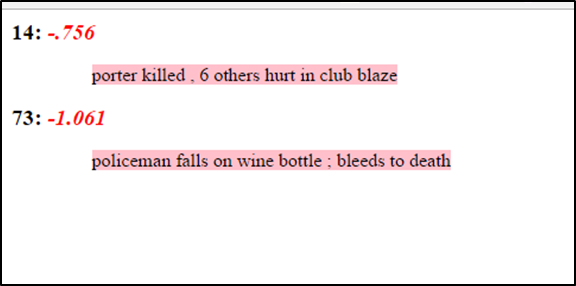 14: -.756
porter killed , 6 others hurt in club blaze
73: -1.061
policeman falls on wine bottle ; bleeds to death